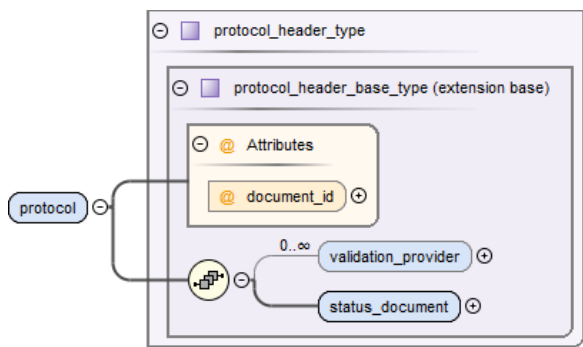 protocol_header_type
protocol_header_base_type (extension base)
@ Attributes
@ document_id
protocol
0..∞
validation_provider
status_document